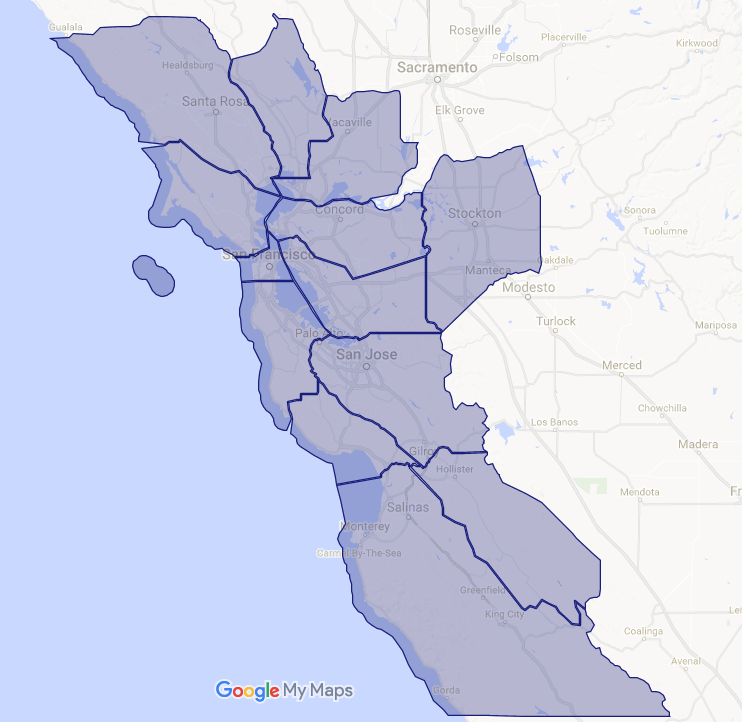 Gualala
Roseville
Placerville
Kirkwood
Folsom
Healdsburg
Sacramento
Santa Rosa
Elk Grove
Vacaville
Concord
Stockton
Sonora
Tuolumne
San Francisco
Oakdale
Manteca
Modesto
Turlock
Mariposa
Palo Alto
San Jose
Merced
Chowchilla
Los Banos
Madera
Gilroy
Hollister
Mendota
Fr
Salinas
Monterey
Carmel-By-The-Sea
Greenfield
King City
Coalinga
Avenal
Gorda
Google My Maps